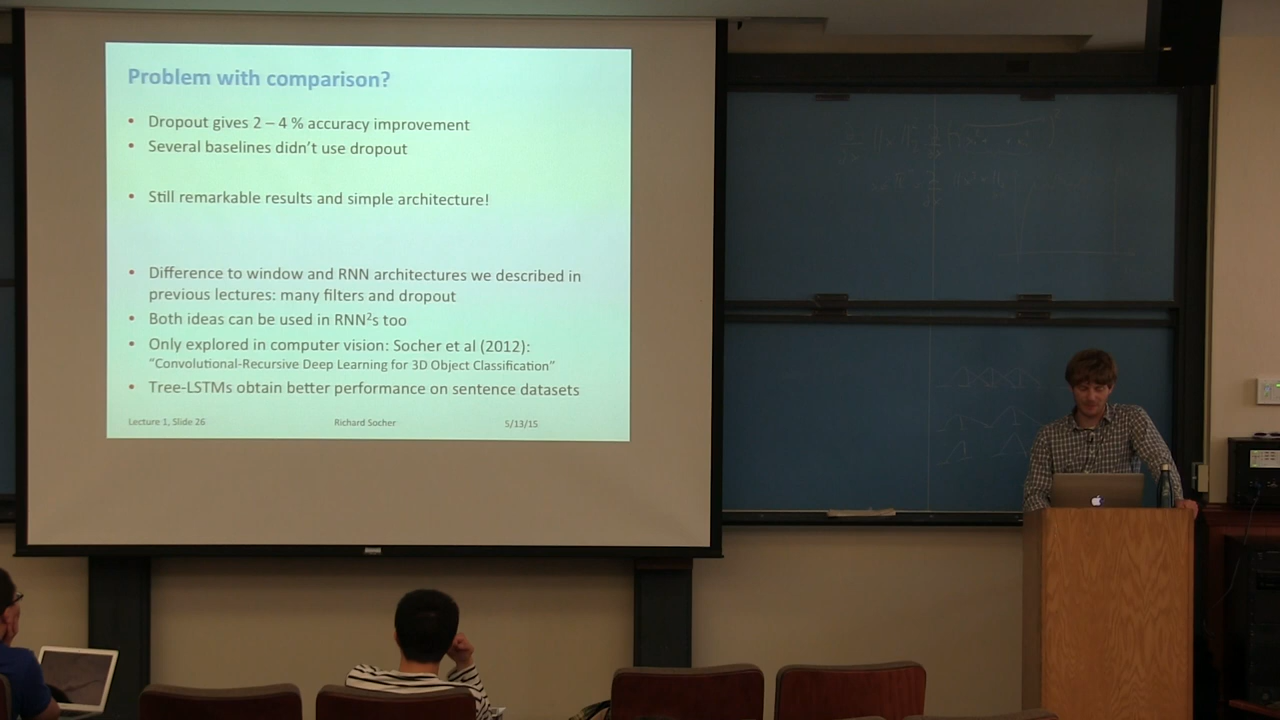 Problem with comparison?
• Dropout gives 2 – 4 % accuracy improvement
• Several baselines didn't use dropout
• Still remarkable results and simple architecture!
• Difference to window and RNN architectures we described in
previous lectures: many filters and dropout
• Both ideas can be used in RNN²s too
• Only explored in computer vision: Socher et al (2012):
"Convolutional-Recursive Deep Learning for 3D Object Classification"
• Tree-LSTMs obtain better performance on sentence datasets
Lecture 1, Slide 26 Richard Socher 5/13/15